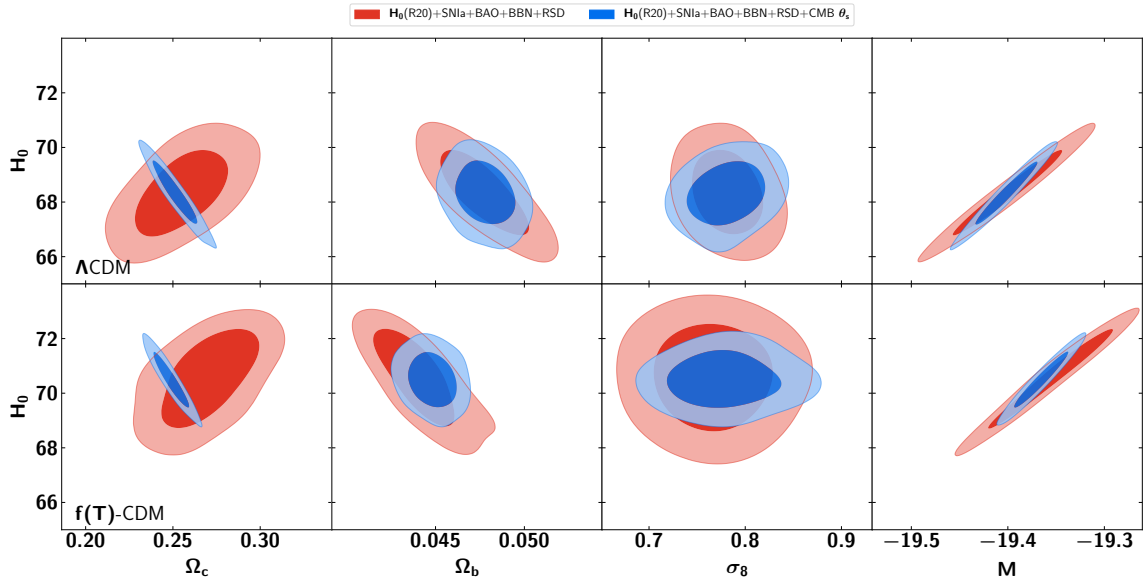 H₀(R20)+SNIa+BAO+BBN+RSD
H₀(R20)+SNIa+BAO+BBN+RSD+CMB θₛ
72
70
68
66
H₀
ΛCDM
72
70
68
66
H₀
f(T)-CDM
0.20 0.25 0.30
0.045 0.050
0.7 0.8 0.9
−19.5 −19.4 −19.3
Ω_c
Ω_b
σ₈
M